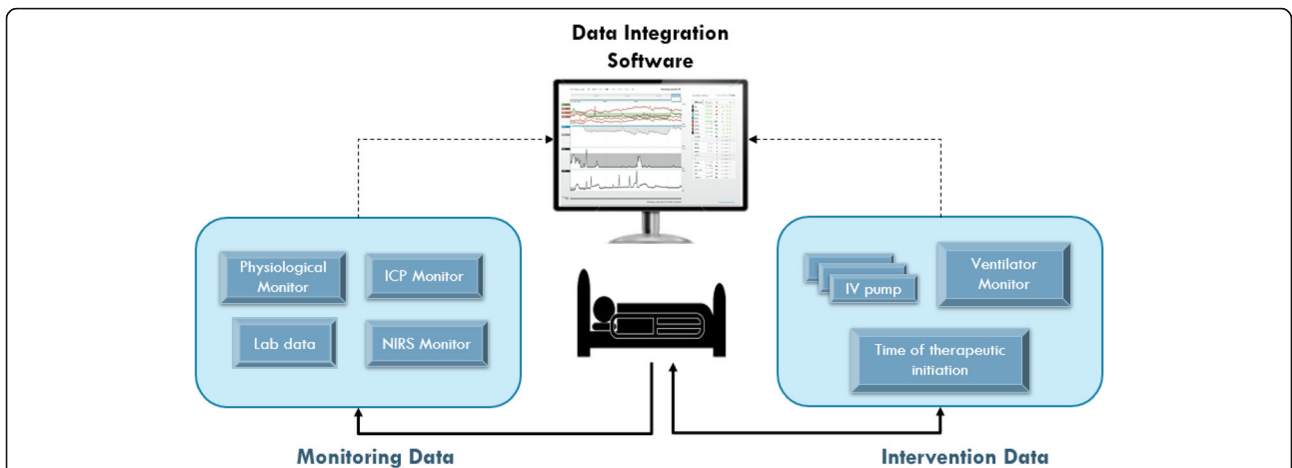 Data Integration
Software
Physiological
Monitor
ICP Monitor
Lab data
NIRS Monitor
IV pump
Ventilator
Monitor
Time of therapeutic
initiation
Monitoring Data
Intervention Data